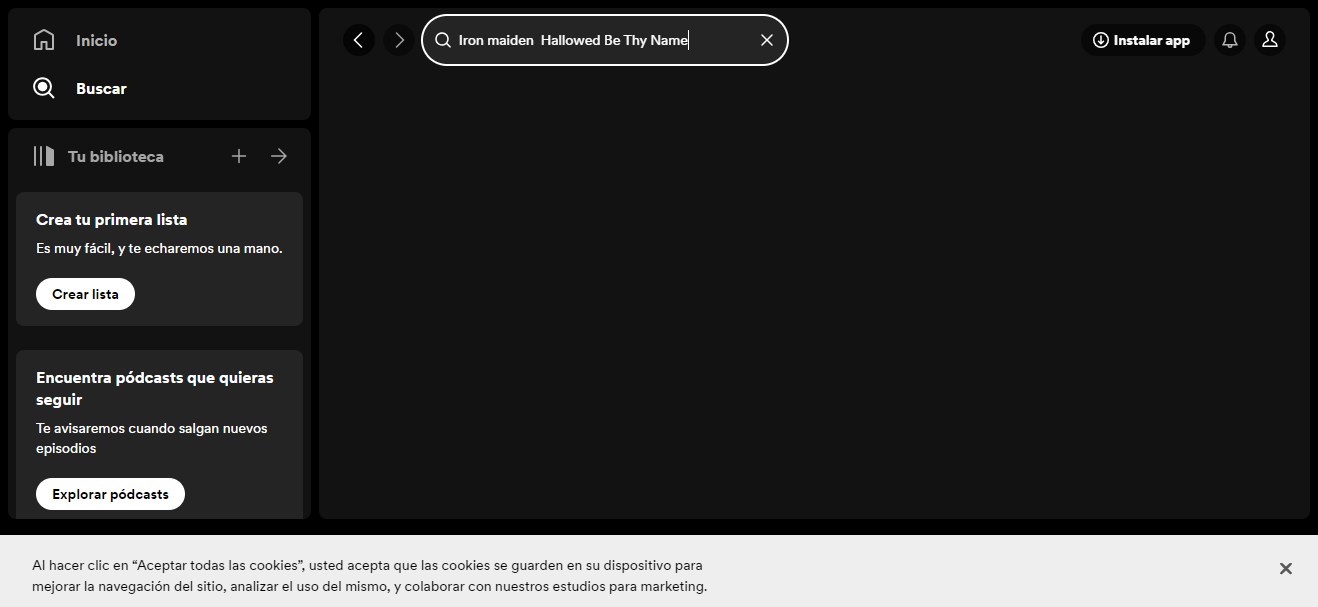 Inicio
Buscar
Tu biblioteca
Crea tu primera lista
Es muy fácil, y te echaremos una mano.
Crear lista
Encuentra pódcasts que quieras
seguir
Te avisaremos cuando salgan nuevos
episodios
Explorar pódcasts
Iron maiden  Hallowed Be Thy Name
Instalar app
Al hacer clic en “Aceptar todas las cookies”, usted acepta que las cookies se guarden en su dispositivo para
mejorar la navegación del sitio, analizar el uso del mismo, y colaborar con nuestros estudios para marketing.